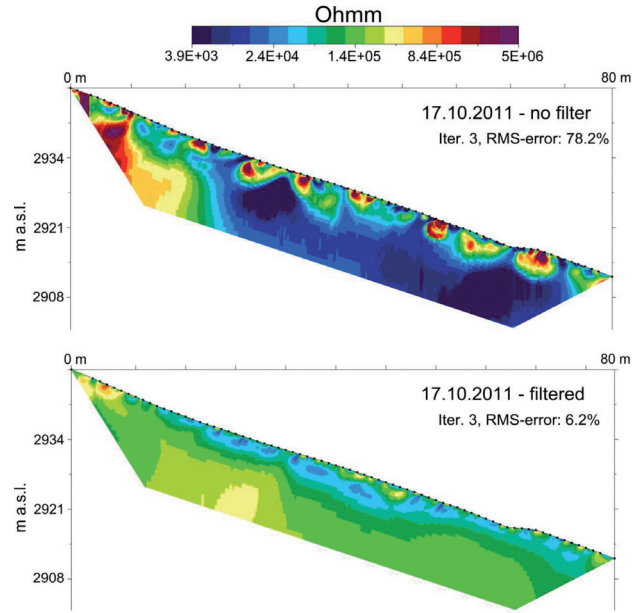 Ohmm
3.9E+03 2.4E+04 1.4E+05 8.4E+05 5E+06
0 m 80 m
17.10.2011 - no filter
Iter. 3, RMS-error: 78.2%
2934
2921
2908
m a.s.l.
0 m 80 m
17.10.2011 - filtered
Iter. 3, RMS-error: 6.2%
2934
2921
2908
m a.s.l.